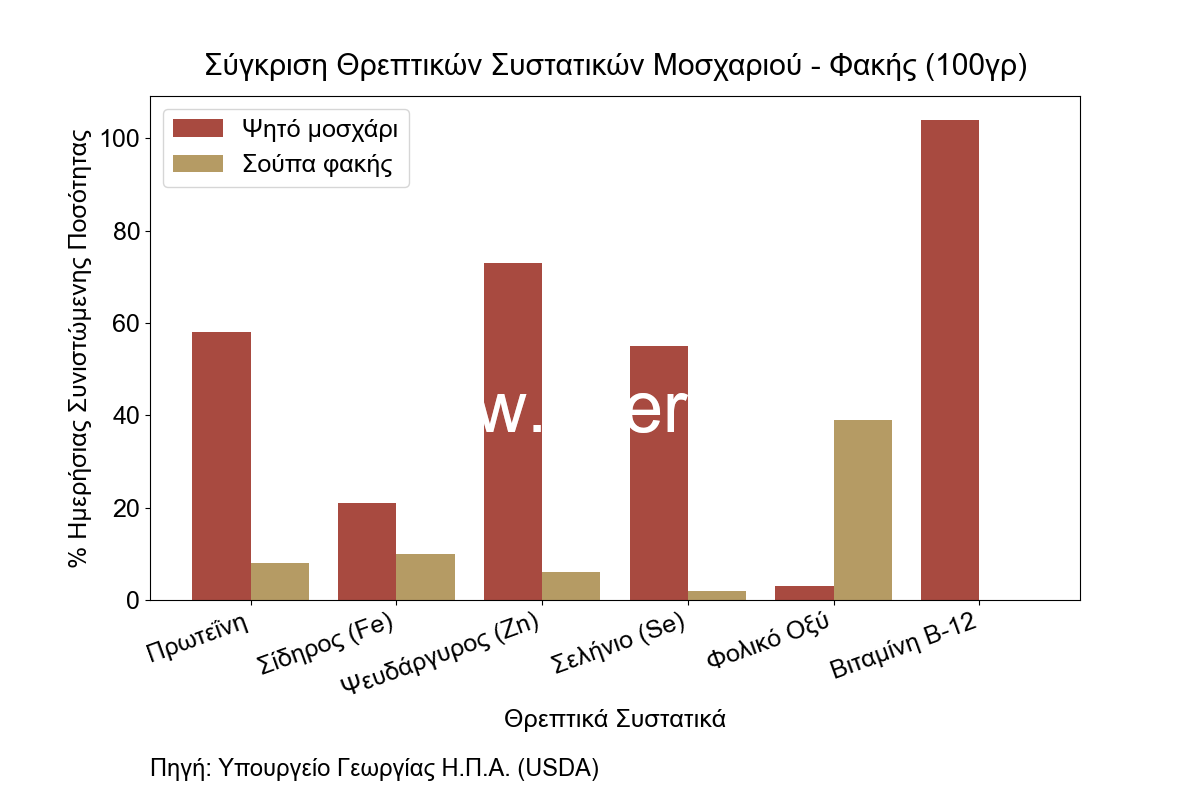 Σύγκριση Θρεπτικών Συστατικών Μοσχαριού - Φακής (100γρ)
Ψητό μοσχάρι
Σούπα φακής
% Ημερήσιας Συνιστώμενης Ποσότητας
100
80
60
40
20
0
Πρωτεΐνη
Σίδηρος (Fe)
Ψευδάργυρος (Zn)
Σελήνιο (Se)
Φολικό Οξύ
Βιταμίνη Β-12
Θρεπτικά Συστατικά
Πηγή: Υπουργείο Γεωργίας Η.Π.Α. (USDA)